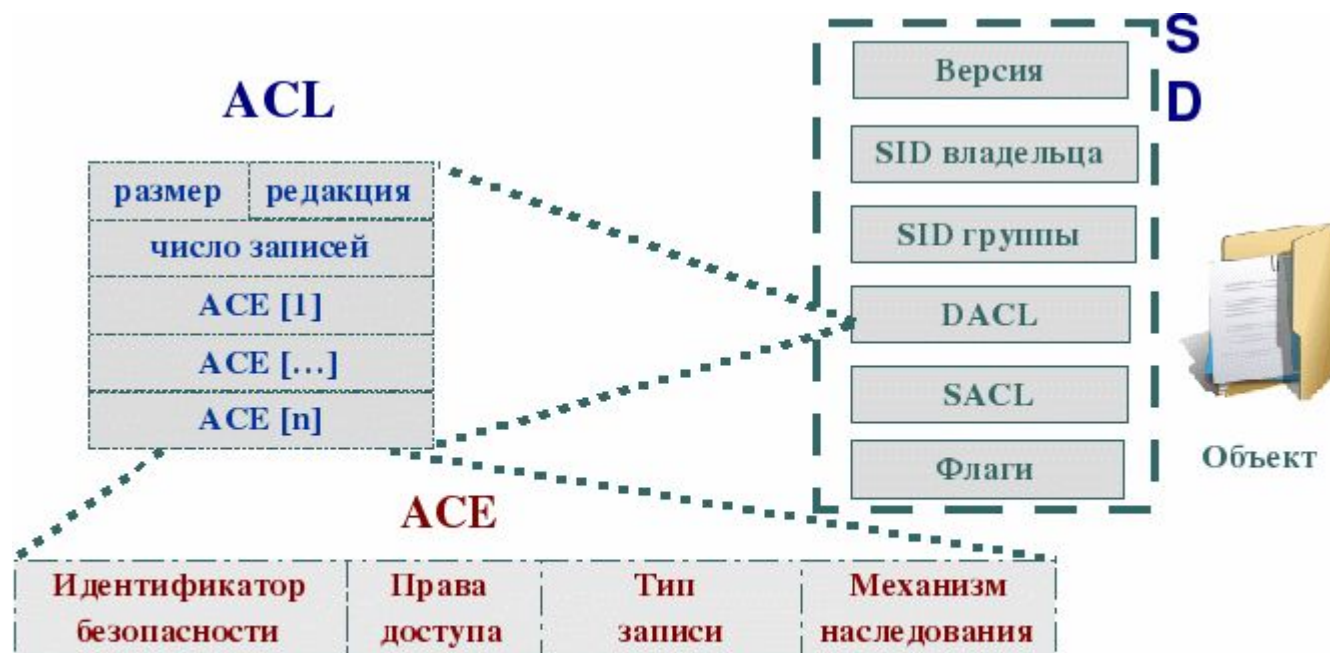 ACL
размер редакция
число записей
ACE [1]
ACE [...]
ACE [n]
S
D
Версия
SID владельца
SID группы
DACL
SACL
Флаги
Объект
ACE
Идентификатор
безопасности
Права
доступа
Тип
записи
Механизм
наследования